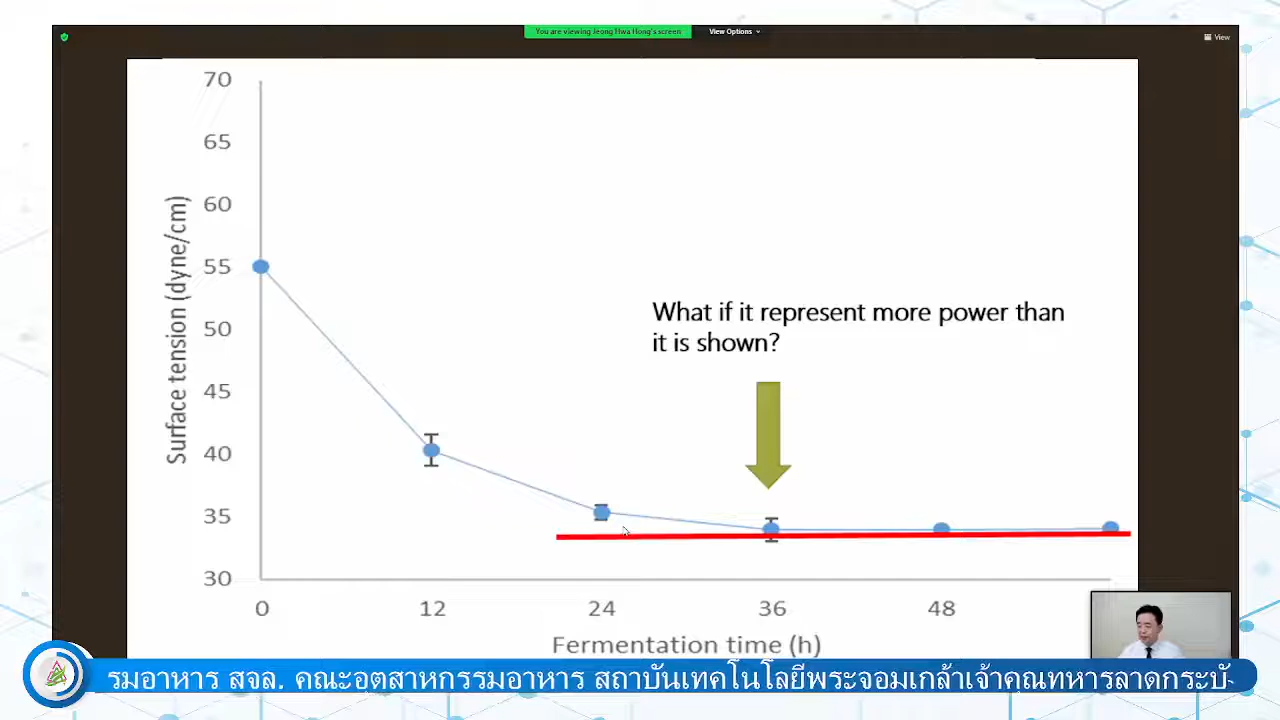 You are viewing Jeong Hwa Hong's screen
View Options
View
70
65
60
55
50
45
40
35
30
Surface tension (dyne/cm)
What if it represent more power than
it is shown?
0 12 24 36 48
Fermentation time (h)
รมอาหาร สจล. คณะอุตสาหกรรมอาหาร สถาบันเทคโนโลยีพระจอมเกล้าเจ้าคุณทหารลาดกระบั